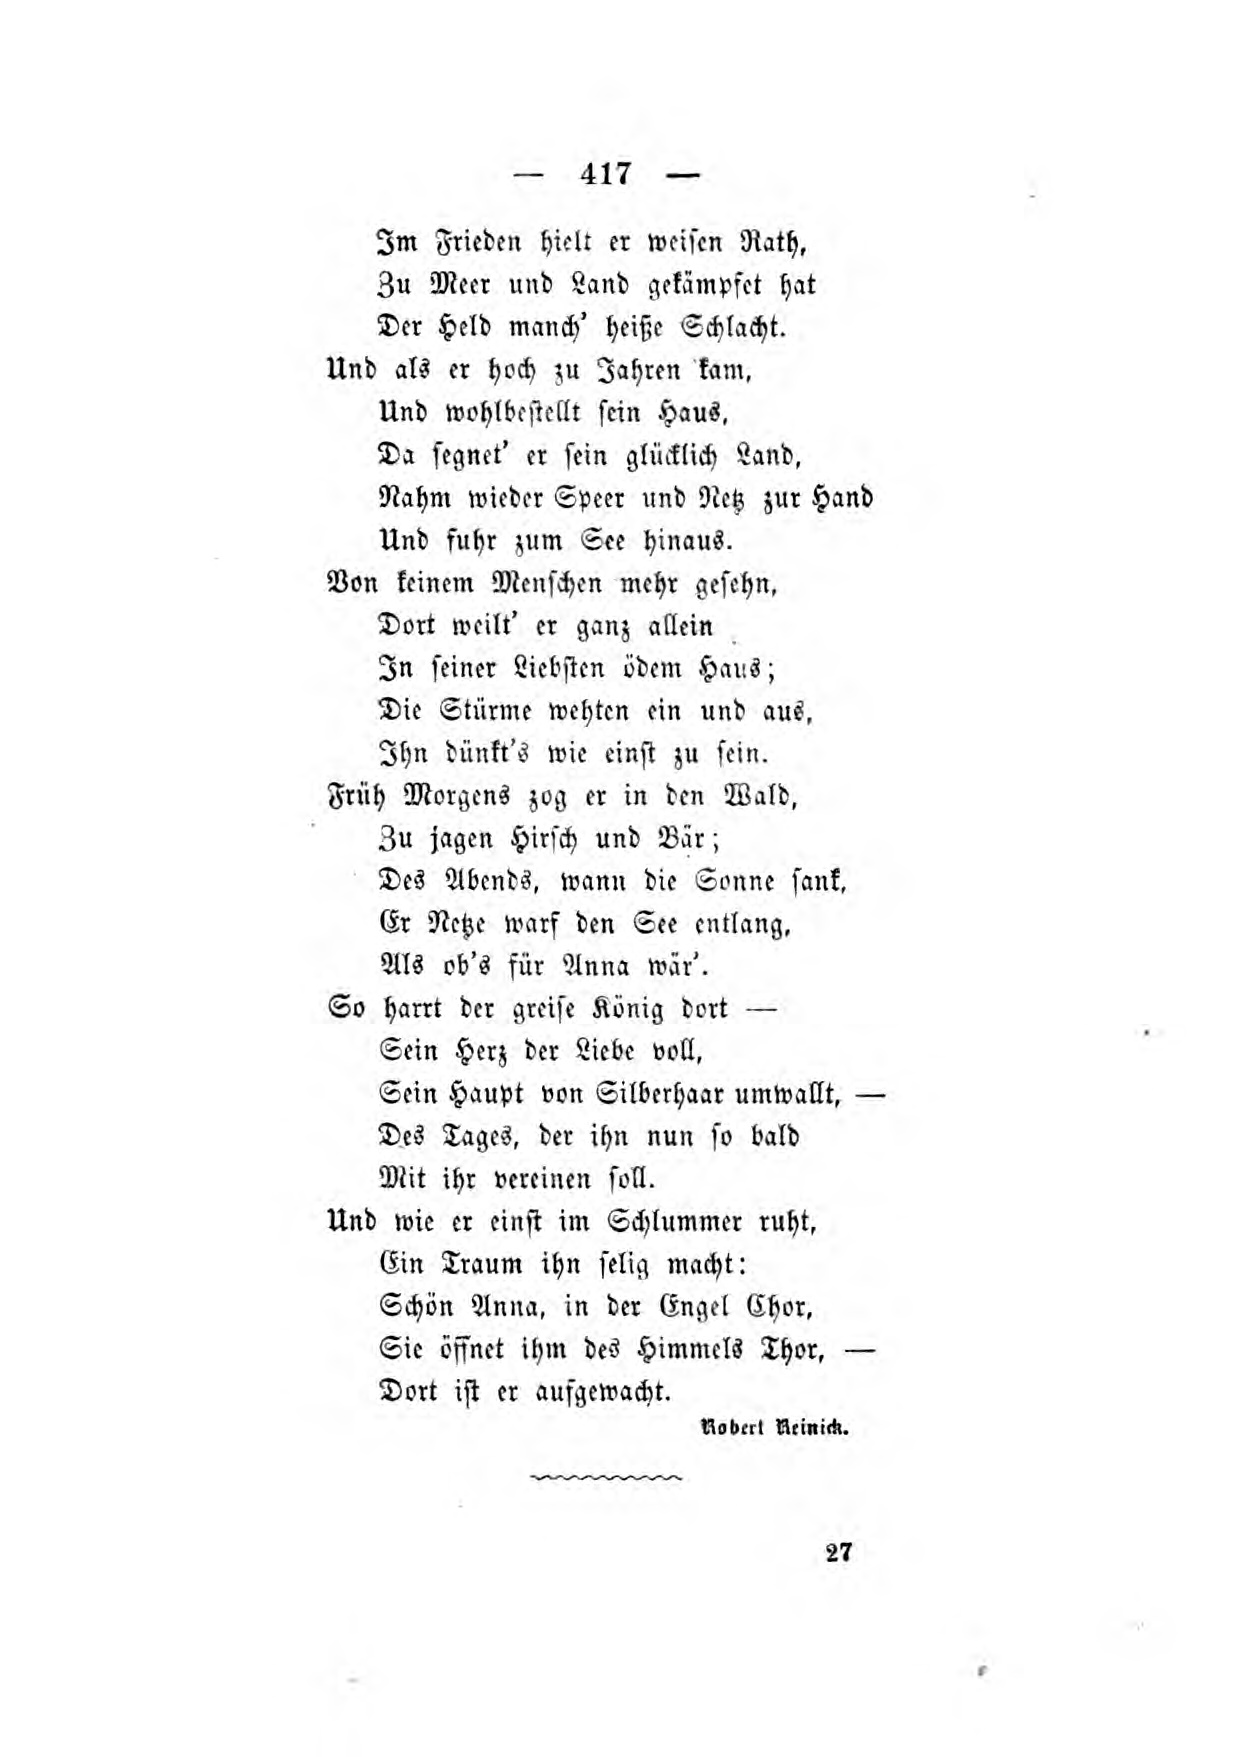 — 417 —
Im Frieden hielt er weisen Rath,
Zu Meer und Land gekämpfet hat
Der Held manch’ heiße Schlacht.
Und als er hoch zu Jahren kam,
Und wohlbestellt sein Haus,
Da segnet’ er sein glücklich Land,
Nahm wieder Speer und Netz zur Hand
Und fuhr zum See hinaus.
Von keinem Menschen mehr gesehn,
Dort weilt’ er ganz allein
In seiner Liebsten ödem Haus;
Die Stürme wehten ein und aus,
Ihn dünkt’s wie einst zu sein.
Früh Morgens zog er in den Wald,
Zu jagen Hirsch und Bär;
Des Abends, wann die Sonne sank,
Er Netze warf den See entlang,
Als ob’s für Anna wär’.
So harrt der greise König dort —
Sein Herz der Liebe voll,
Sein Haupt von Silberhaar umwallt, —
Des Tages, der ihn nun so bald
Mit ihr vereinen soll.
Und wie er einst im Schlummer ruht,
Ein Traum ihn selig macht:
Schön Anna, in der Engel Chor,
Sie öffnet ihm des Himmels Thor, —
Dort ist er aufgewacht.
Robert Reinick.
27